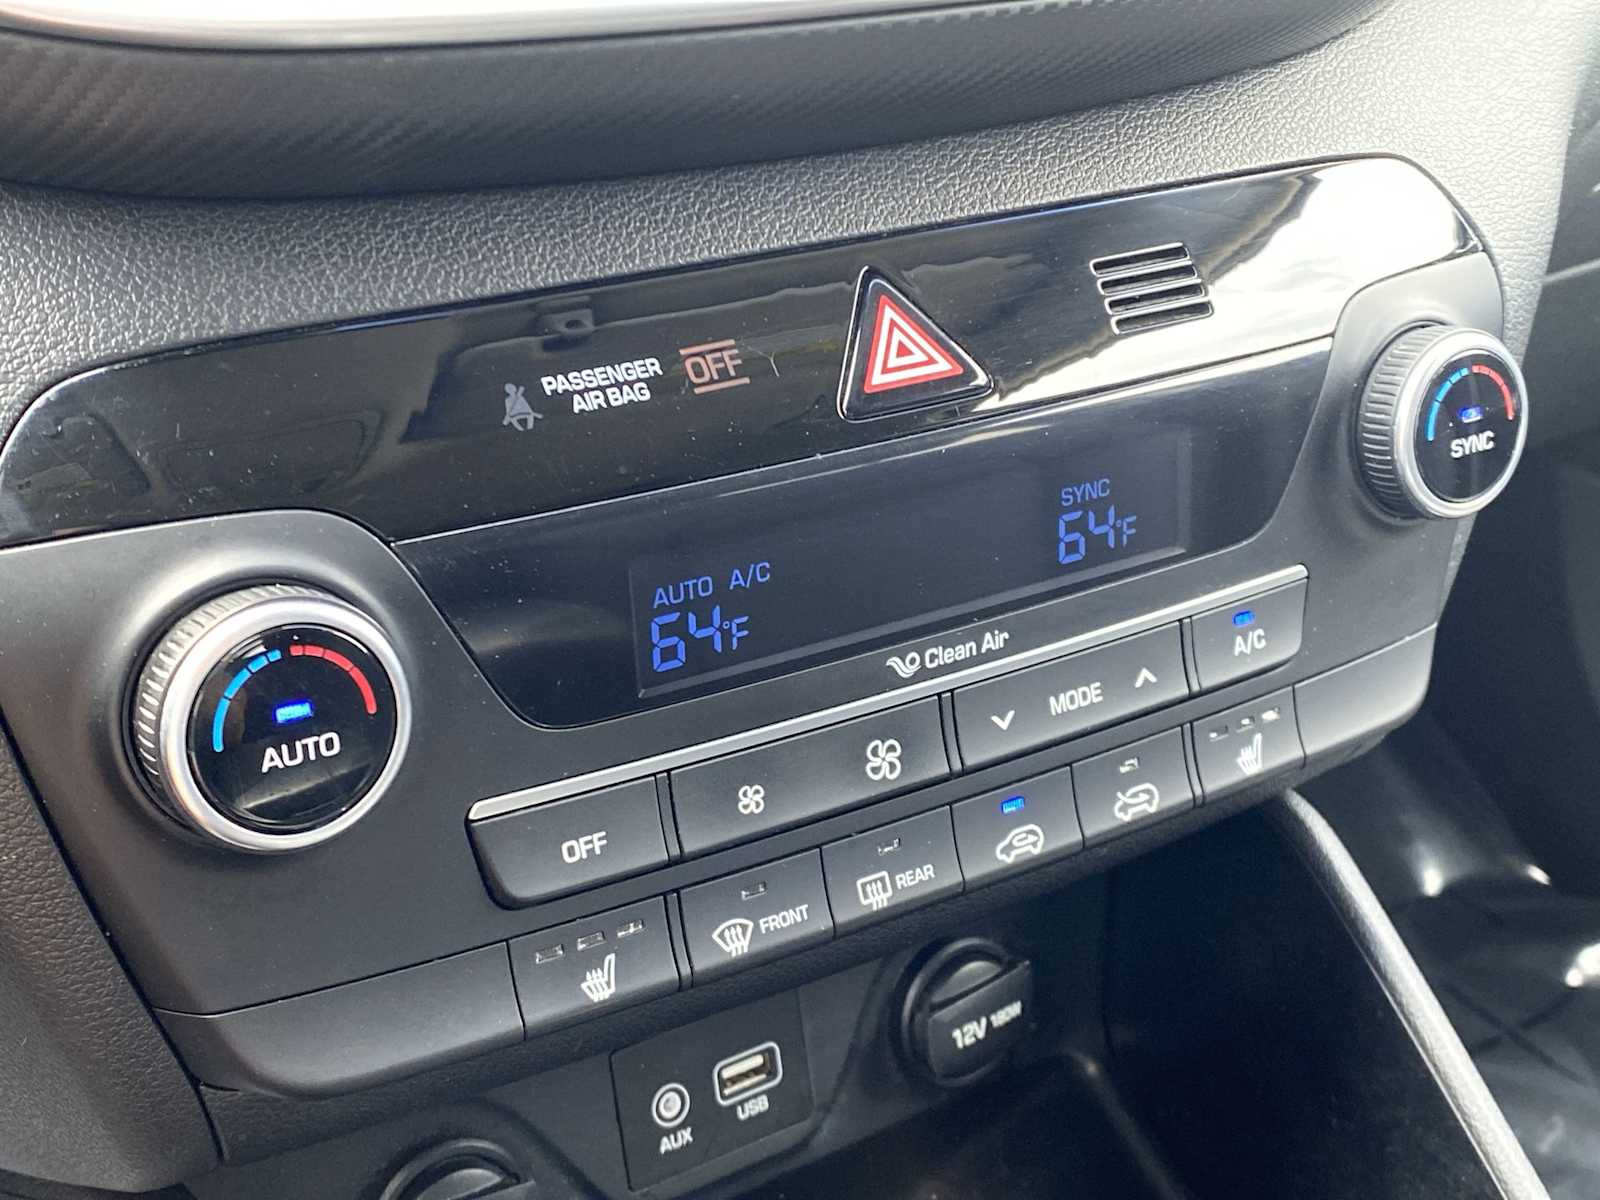 PASSENGER
AIR BAG
OFF
SYNC
SYNC
64°F
AUTO A/C
64°F
Clean Air
AUTO
OFF
MODE
A/C
FRONT
REAR
12V 180W
AUX
USB